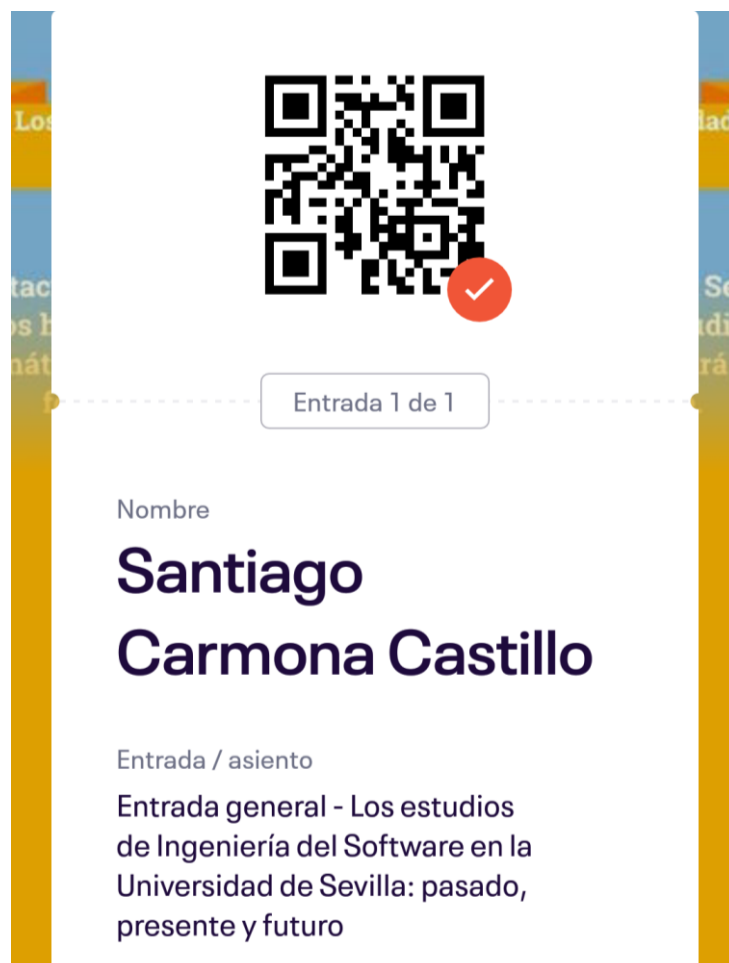 Los
Entrada 1 de 1
Nombre
Santiago
Carmona Castillo
Entrada / asiento
Entrada general - Los estudios
de Ingeniería del Software en la
Universidad de Sevilla: pasado,
presente y futuro